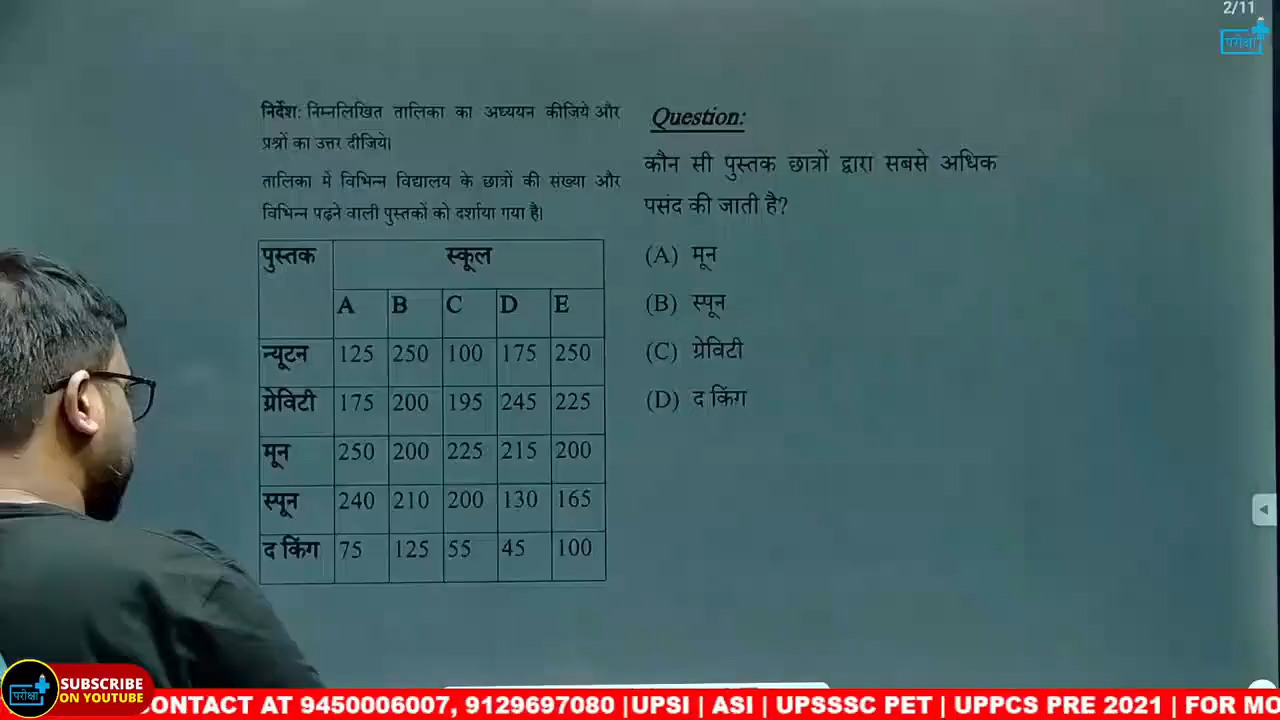 2/11
परीक्षा
निर्देश: निम्नलिखित तालिका का अध्ययन कीजिये और
प्रश्नों का उत्तर दीजिये।
तालिका में विभिन्न विद्यालय के छात्रों की संख्या और
विभिन्न पढ़ने वाली पुस्तकों को दर्शाया गया है।
पुस्तक स्कूल
A B C D E
न्यूटन 125 250 100 175 250
ग्रेविटी 175 200 195 245 225
मून 250 200 225 215 200
स्पून 240 210 200 130 165
द किंग 75 125 55 45 100
Question:
कौन सी पुस्तक छात्रों द्वारा सबसे अधिक
पसंद की जाती है?
(A) मून
(B) स्पून
(C) ग्रेविटी
(D) द किंग
परीक्षा
SUBSCRIBE
ON YOUTUBE
ONTACT AT 9450006007, 9129697080 |UPSI | ASI | UPSSSC PET | UPPCS PRE 2021 | FOR MO